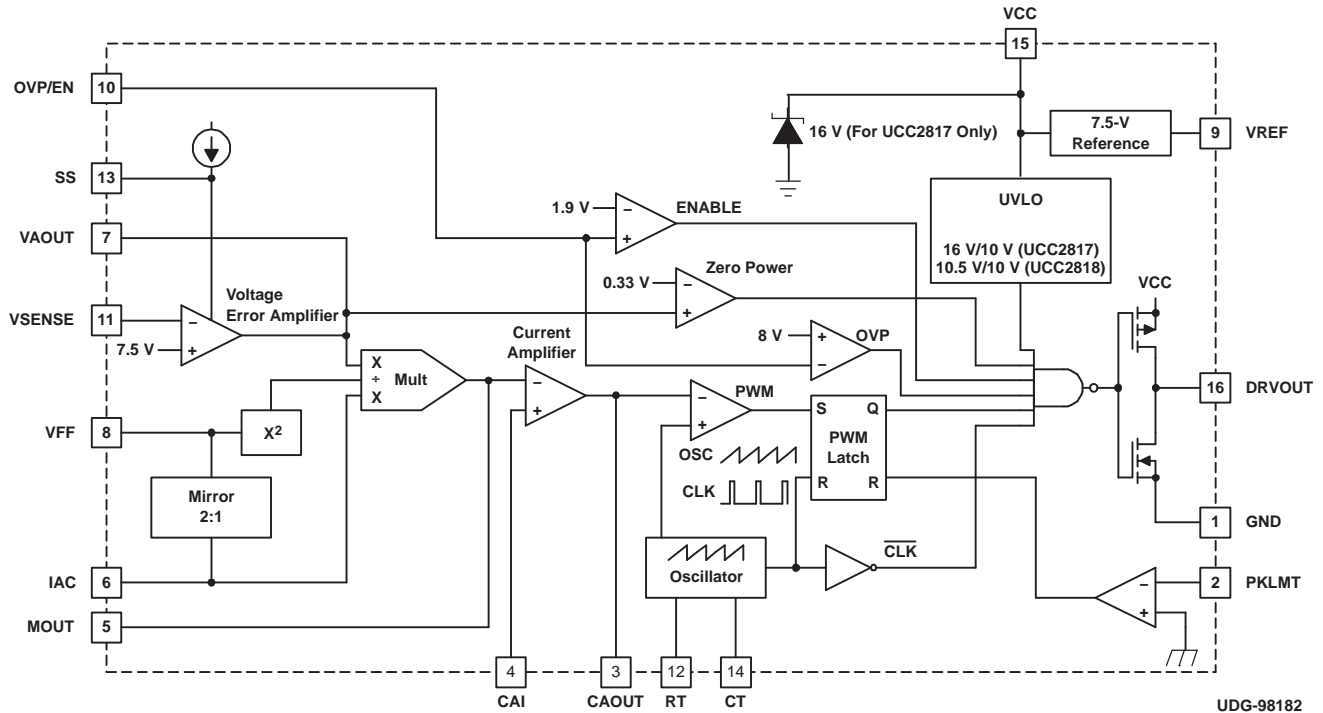 VCC
15
OVP/EN
10
16 V (For UCC2817 Only)
7.5-V
Reference
9
VREF
SS
13
1.9 V
−
+
ENABLE
UVLO
16 V/10 V (UCC2817)
10.5 V/10 V (UCC2818)
VAOUT
7
Zero Power
0.33 V
−
+
VCC
VSENSE
11
−
7.5 V
+
Voltage
Error Amplifier
Current
Amplifier
8 V
+
−
OVP
X
÷
X
Mult
−
+
−
+
PWM
S
Q
PWM
Latch
R
R
16
DRVOUT
VFF
8
X2
OSC
CLK
Mirror
2:1
1
GND
CLK
Oscillator
IAC
6
−
+
2
PKLMT
MOUT
5
4
3
12
14
CAI
CAOUT
RT
CT
UDG-98182